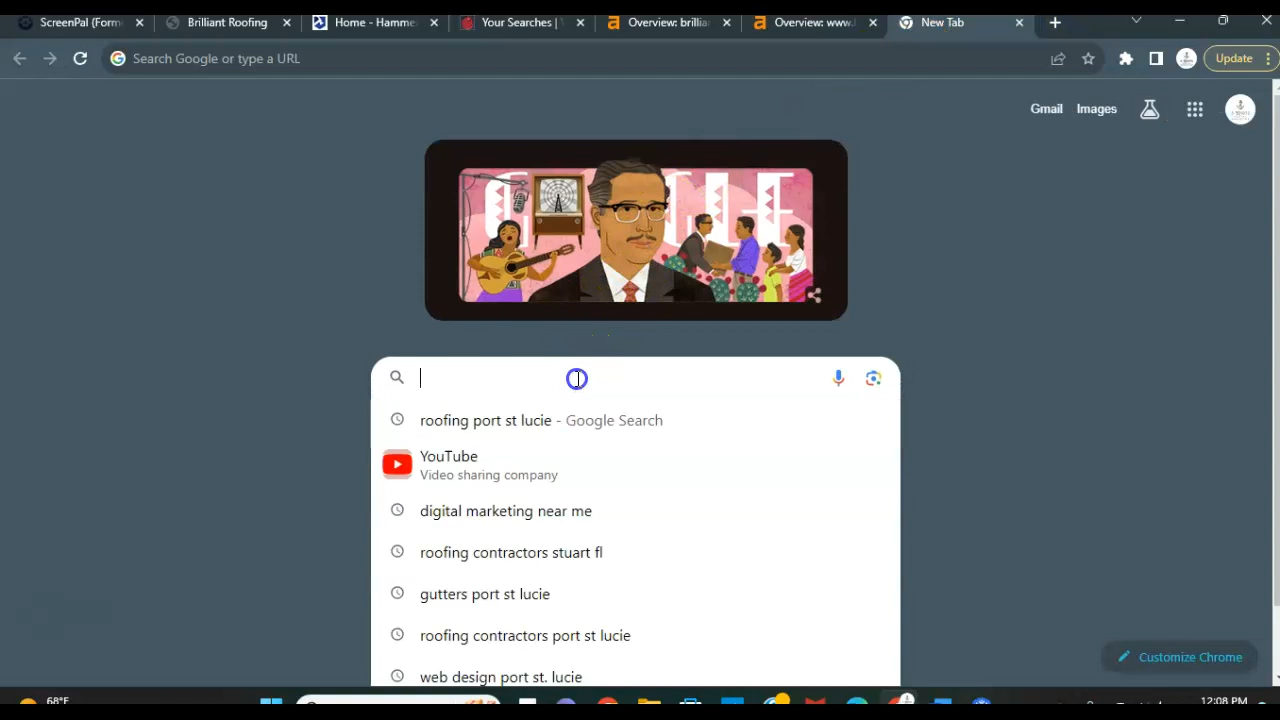 ScreenPal (Form
Brilliant Roofing
Home - Hamme
Your Searches |
Overview: brillia
Overview: www.
New Tab
Search Google or type a URL
Update
Gmail
Images
roofing port st lucie - Google Search
YouTube
Video sharing company
digital marketing near me
roofing contractors stuart fl
gutters port st lucie
roofing contractors port st lucie
web design port st. lucie
Customize Chrome
68°F
12:08 PM